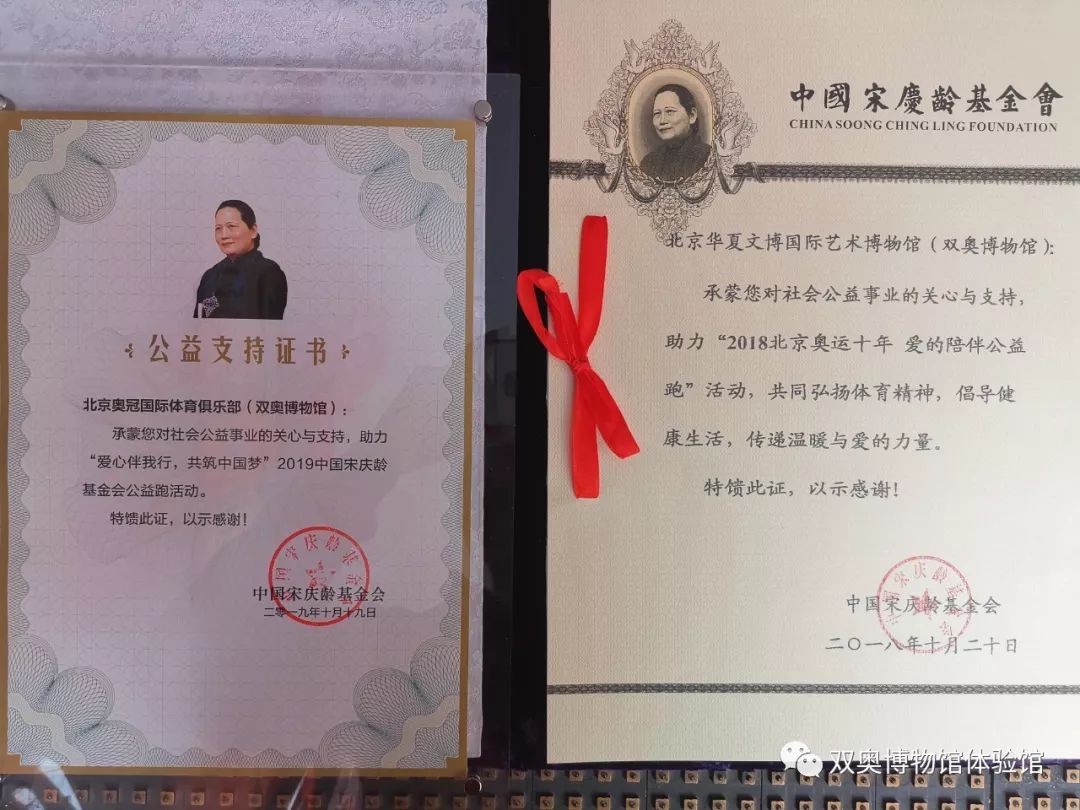 公益支持证书
北京奥冠国际体育俱乐部（双奥博物馆）:
承蒙您对社会公益事业的关心与支持，助力
“爱心伴我行，共筑中国梦”2019中国宋庆龄
基金会公益跑活动。
特馈此证，以示感谢！
中国宋庆龄基金会
二零一九年十月十九日
中國宋慶齡基金會
CHINA SOONG CHING LING FOUNDATION
北京华夏文博国际艺术博物馆（双奥博物馆）:
承蒙您对社会公益事业的关心与支持，
助力“2018北京奥运十年 爱的陪伴公益
跑”活动，共同弘扬体育精神，倡导健
康生活，传递温暖与爱的力量。
特馈此证，以示感谢！
中国宋庆龄基金会
二〇一八年十月二十日
双奥博物馆体验馆